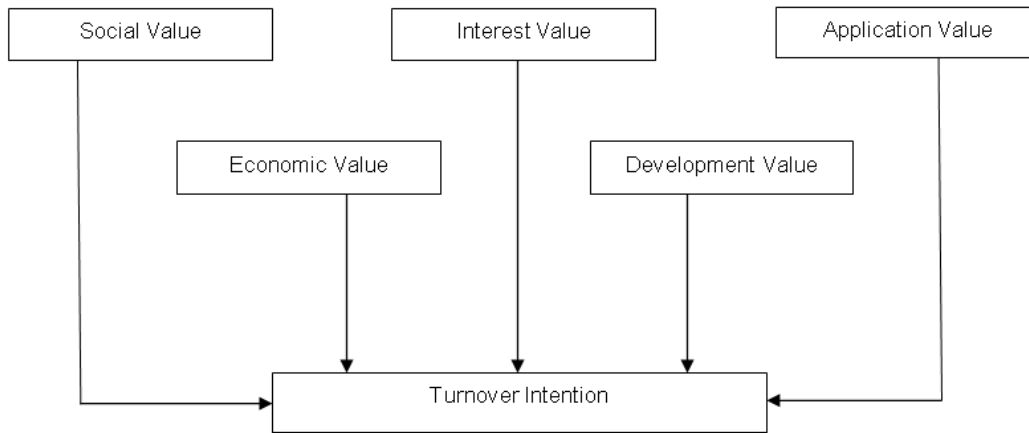 Social Value
Interest Value
Application Value
Economic Value
Development Value
Turnover Intention